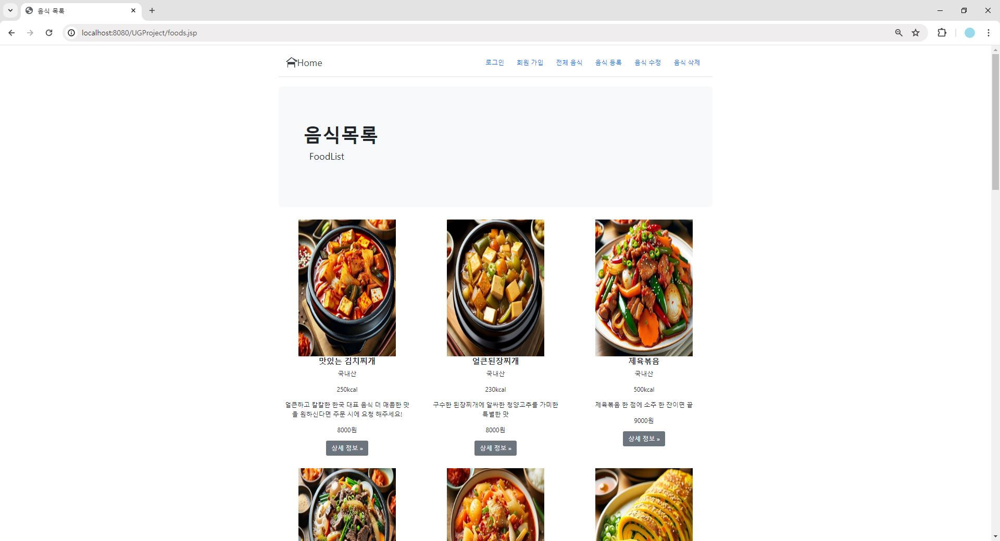 음식 목록
localhost:8080/UGProject/foods.jsp
Home
로그인 회원 가입 전체 음식 음식 등록 음식 수정 음식 삭제
음식목록
FoodList
맛있는 김치찌개
국내산
250kcal
얼큰하고 칼칼한 한국 대표 음식 더 매콤한 맛
을 원하신다면 주문 시에 요청 해주세요!
8000원
상세 정보 »
얼큰된장찌개
국내산
230kcal
구수한 된장찌개에 알싸한 청양고추를 가미한
특별한 맛
8000원
상세 정보 »
제육볶음
국내산
500kcal
제육볶음 한 점에 소주 한 잔이면 끝
9000원
상세 정보 »